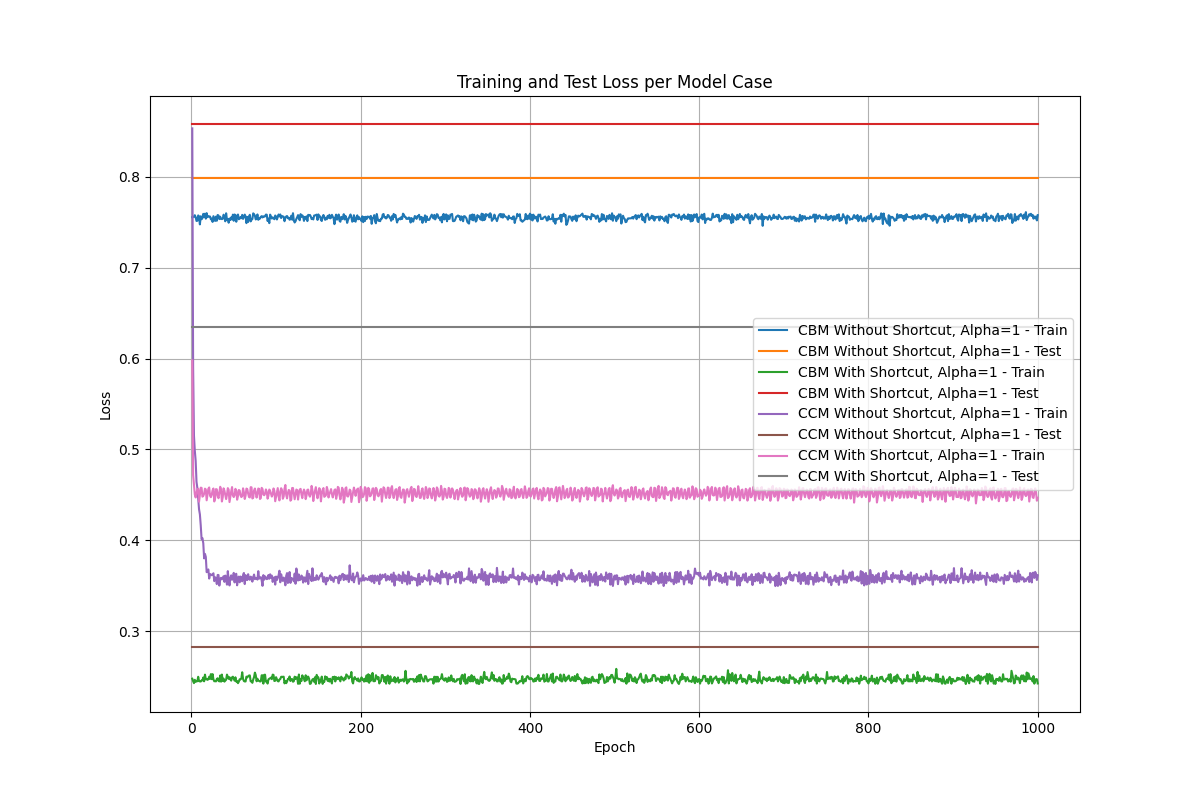 Training and Test Loss per Model Case
Loss
0.8
0.7
0.6
0.5
0.4
0.3
CBM Without Shortcut, Alpha=1 - Train
CBM Without Shortcut, Alpha=1 - Test
CBM With Shortcut, Alpha=1 - Train
CBM With Shortcut, Alpha=1 - Test
CCM Without Shortcut, Alpha=1 - Train
CCM Without Shortcut, Alpha=1 - Test
CCM With Shortcut, Alpha=1 - Train
CCM With Shortcut, Alpha=1 - Test
0 200 400 600 800 1000
Epoch